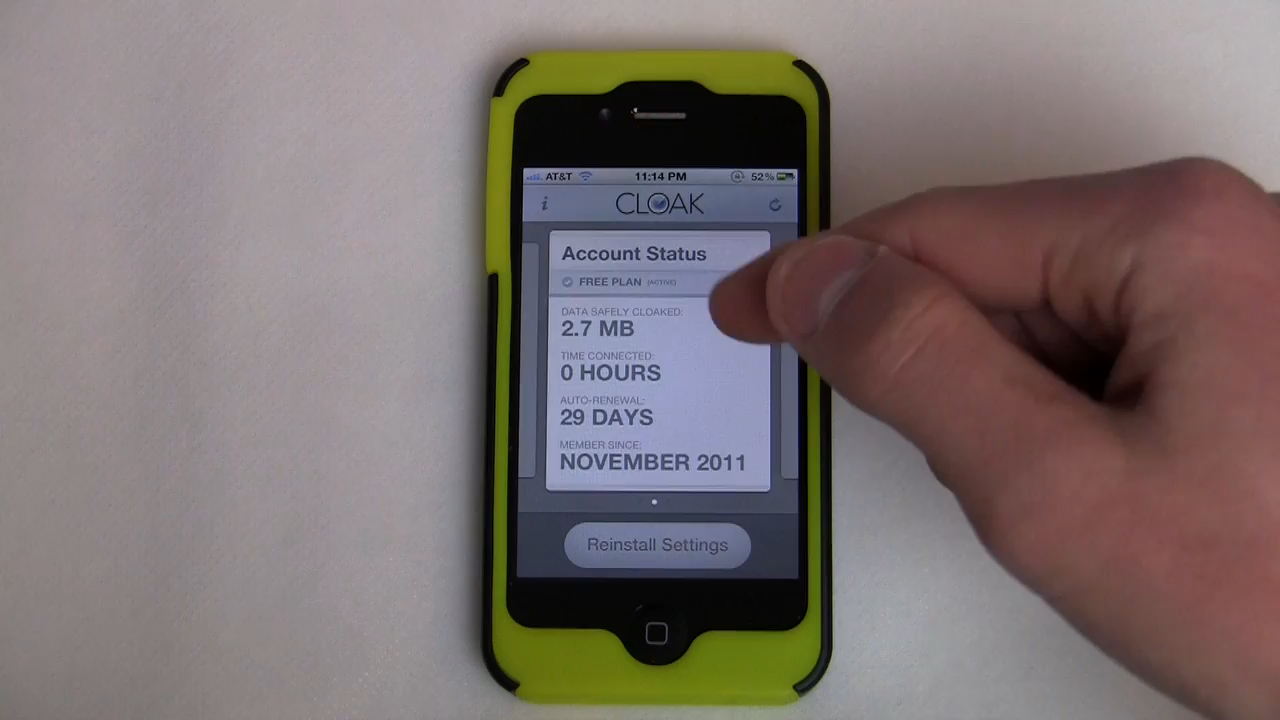 AT&T 11:14 PM 52%
i CLOAK
Account Status
FREE PLAN (ACTIVE)
DATA SAFELY CLOAKED:
2.7 MB
TIME CONNECTED:
0 HOURS
AUTO-RENEWAL:
29 DAYS
MEMBER SINCE:
NOVEMBER 2011
Reinstall Settings